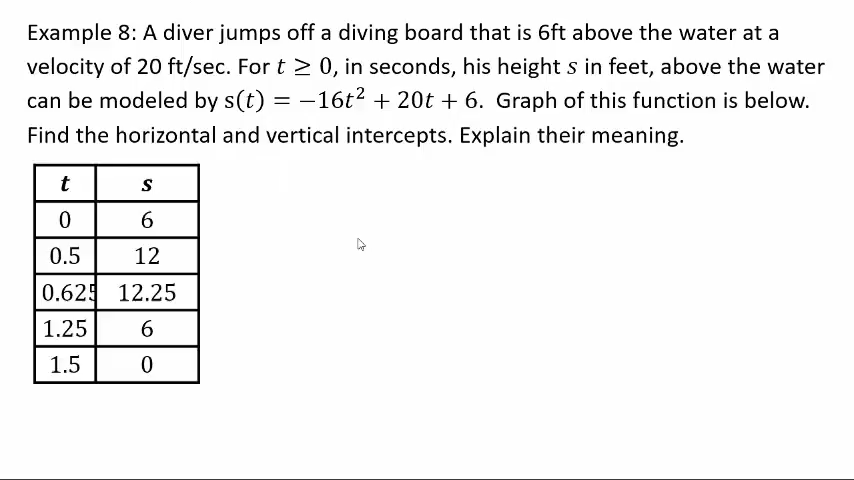 Example 8: A diver jumps off a diving board that is 6ft above the water at a
velocity of 20 ft/sec. For t ≥ 0, in seconds, his height s in feet, above the water
can be modeled by s(t) = −16t² + 20t + 6. Graph of this function is below.
Find the horizontal and vertical intercepts. Explain their meaning.
t s
0 6
0.5 12
0.625 12.25
1.25 6
1.5 0